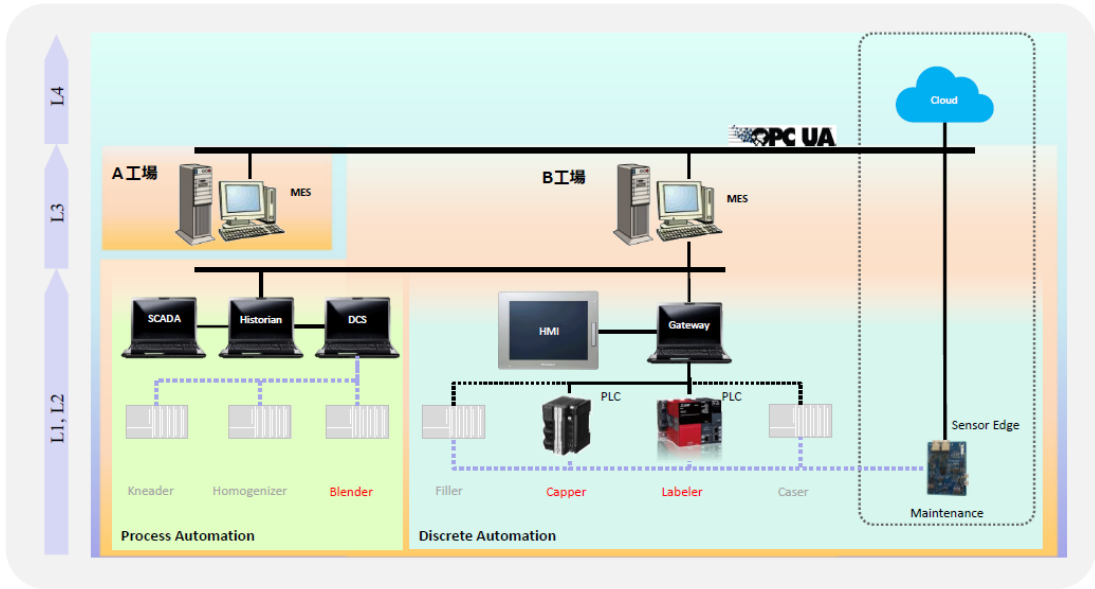 L4
Cloud
OPC UA
A工場
MES
B工場
MES
L3
L1, L2
SCADA
Historian
DCS
HMI
Gateway
PLC
PLC
Sensor Edge
Kneader
Homogenizer
Blender
Filler
Capper
Labeler
Caser
Maintenance
Process Automation
Discrete Automation